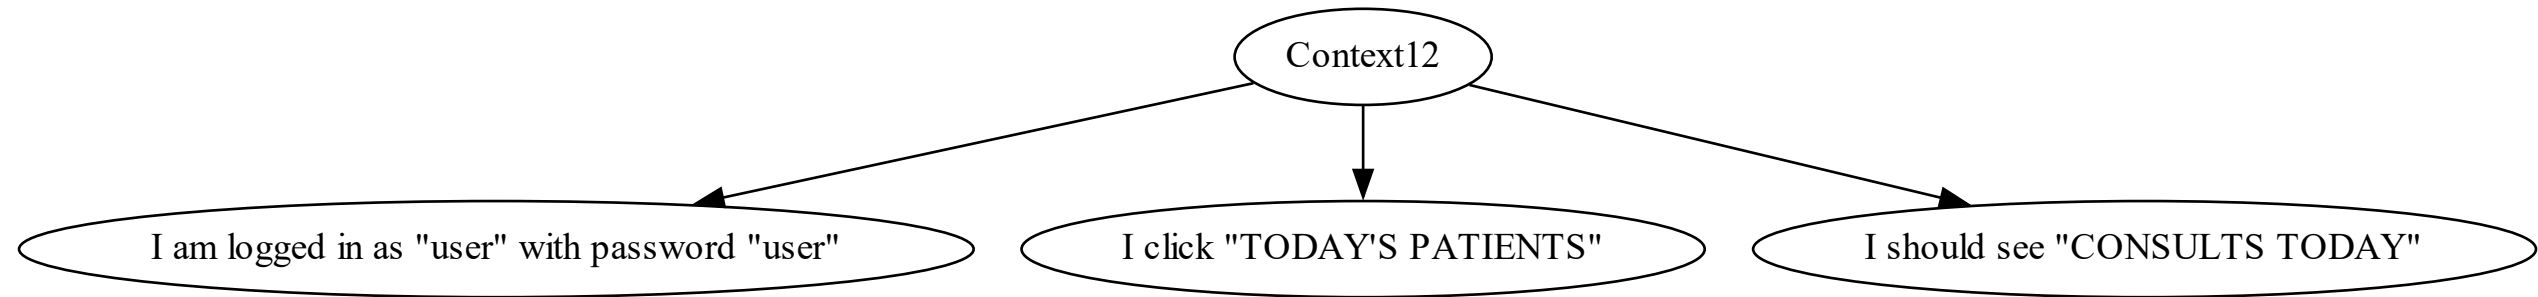 Context12
I am logged in as "user" with password "user"
I click "TODAY'S PATIENTS"
I should see "CONSULTS TODAY"